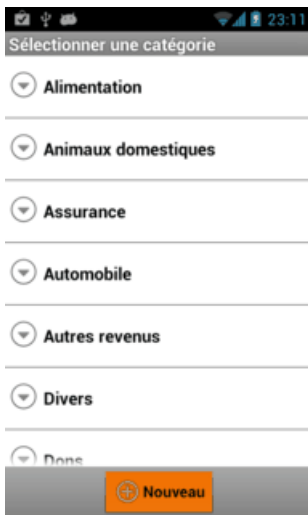 23:11
Sélectionner une catégorie
Alimentation
Animaux domestiques
Assurance
Automobile
Autres revenus
Divers
Dons
Nouveau